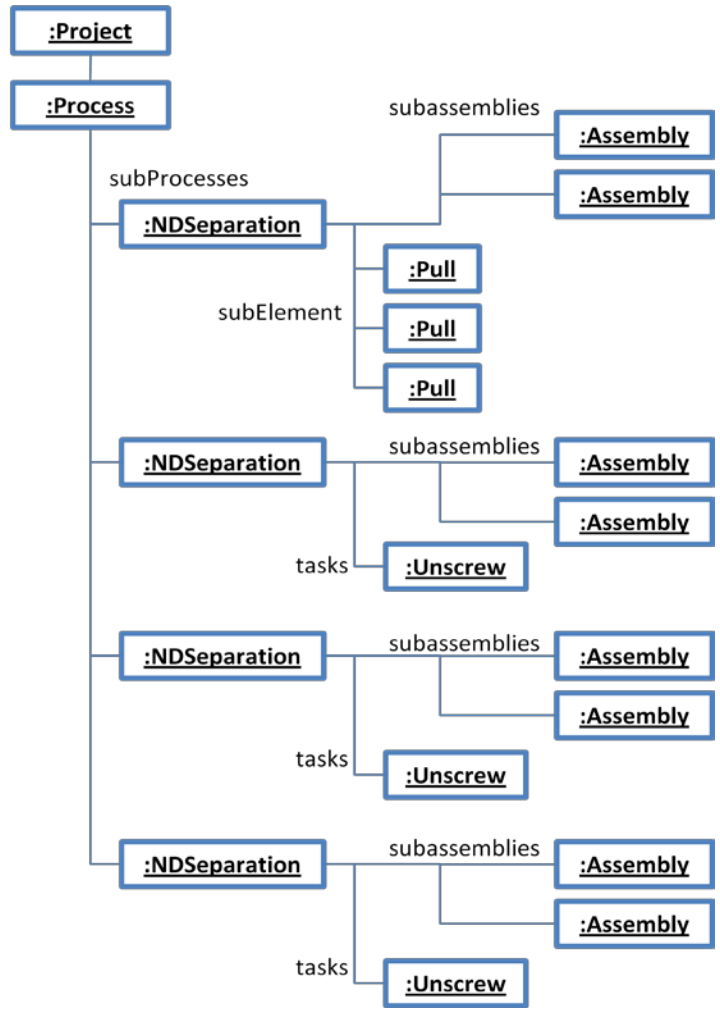 :Project
:Process
subassemblies
:Assembly
:Assembly
subProcesses
:NDSeparation
:Pull
subElement
:Pull
:Pull
subassemblies
:NDSeparation
:Assembly
:Assembly
tasks
:Unscrew
subassemblies
:NDSeparation
:Assembly
:Assembly
tasks
:Unscrew
subassemblies
:NDSeparation
:Assembly
:Assembly
tasks
:Unscrew